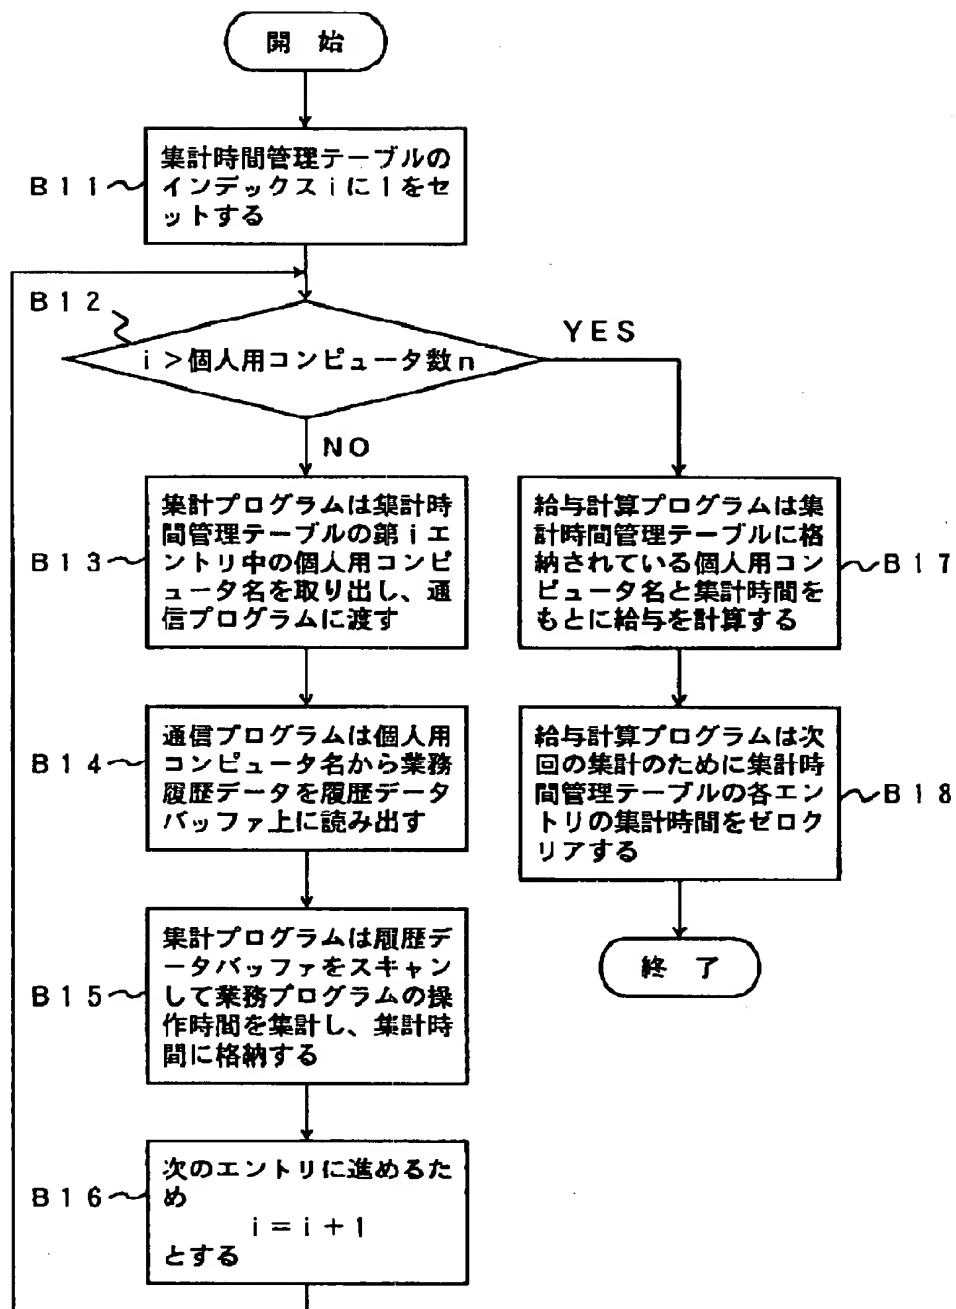 開始
B11
集計時間管理テーブルの
インデックスiに1をセ
ットする
B12
i>個人用コンピュータ数n
YES
NO
B13
集計プログラムは集計時
間管理テーブルの第iエ
ントリ中の個人用コンピ
ュータ名を取り出し、通
信プログラムに渡す
B14
通信プログラムは個人用
コンピュータ名から業務
履歴データを履歴データ
バッファ上に読み出す
B15
集計プログラムは履歴デ
ータバッファをスキャン
して業務プログラムの操
作時間を集計し、集計時
間に格納する
B16
次のエントリに進めるた
め
i=i+1
とする
給与計算プログラムは集
計時間管理テーブルに格
納されている個人用コン
ピュータ名と集計時間を
もとに給与を計算する
B17
給与計算プログラムは次
回の集計のために集計時
間管理テーブルの各エン
トリの集計時間をゼロク
リアする
B18
終了